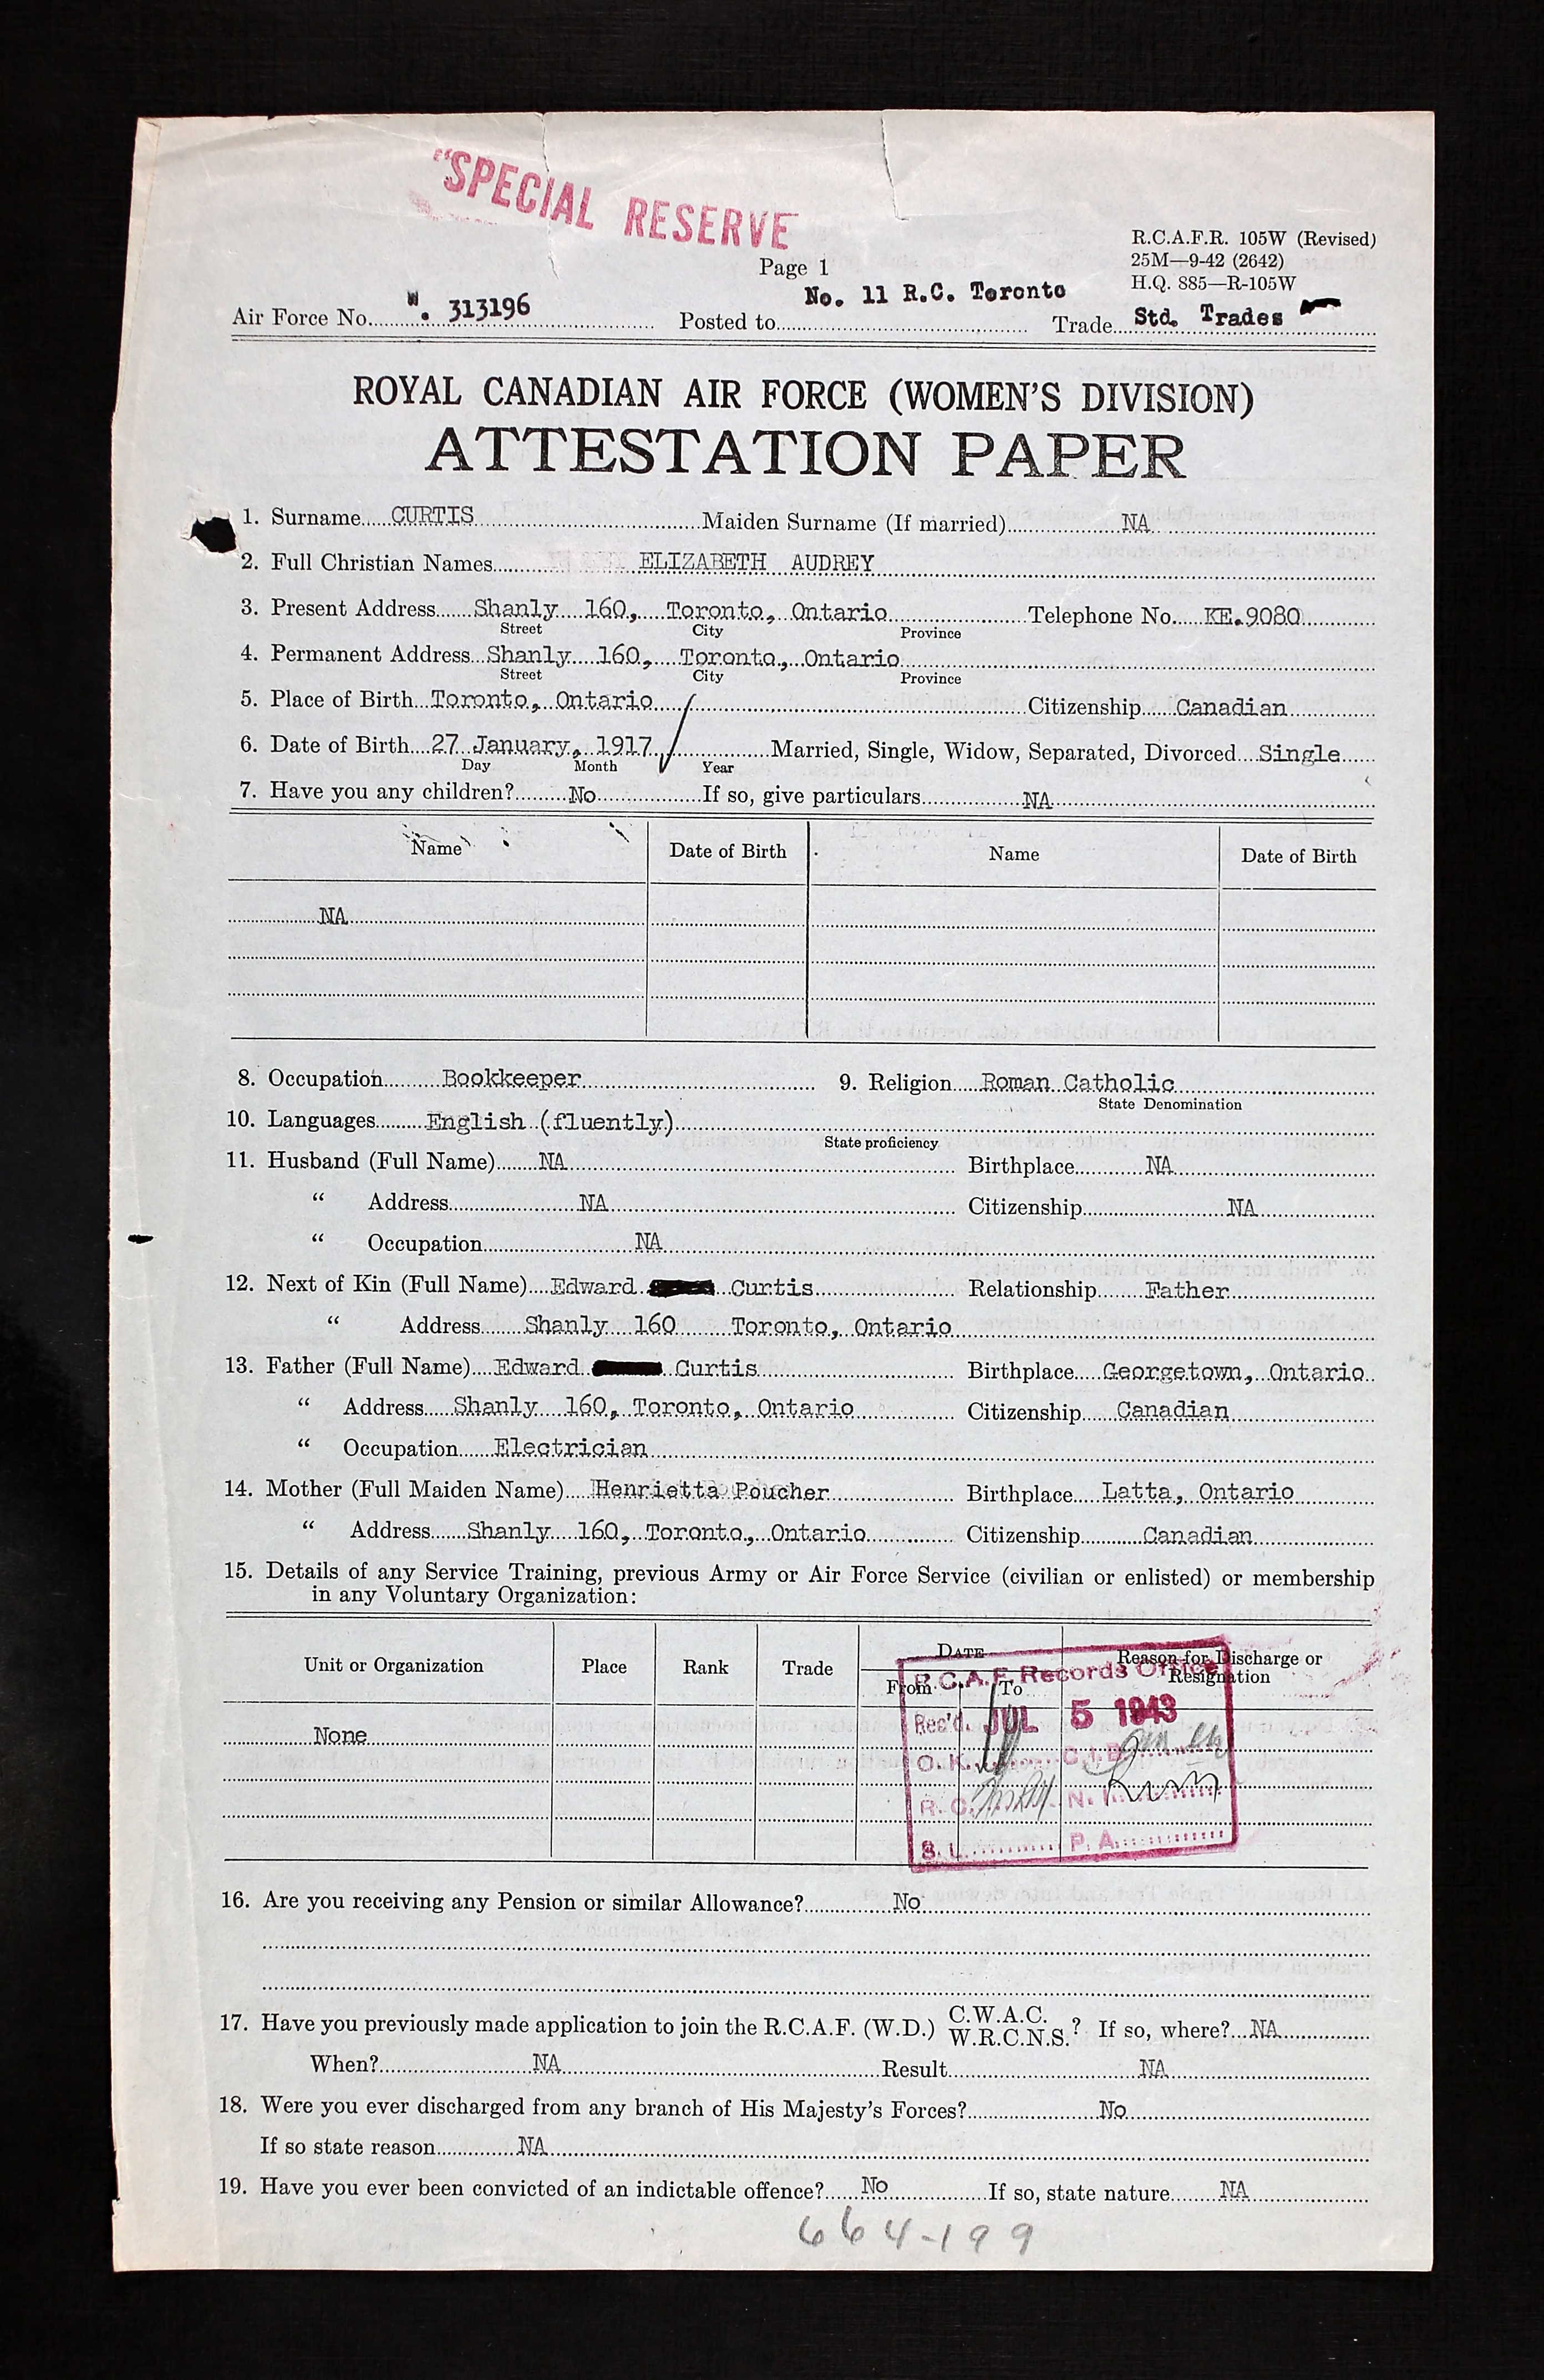 "SPECIAL RESERVE
R.C.A.F.R. 105W (Revised)
25M—9-42 (2642)
H.Q. 885—R-105W
Page 1
Air Force No. W. 313196 Posted to No. 11 R.C. Toronto Trade Std. Trades
ROYAL CANADIAN AIR FORCE (WOMEN'S DIVISION)
ATTESTATION PAPER
1. Surname CURTIS Maiden Surname (If married) NA
2. Full Christian Names ELIZABETH AUDREY
3. Present Address Shanly 160, Toronto, Ontario Telephone No. KE.9080
Street City Province
4. Permanent Address Shanly 160, Toronto, Ontario
Street City Province
5. Place of Birth Toronto, Ontario Citizenship Canadian
6. Date of Birth 27 January, 1917 Married, Single, Widow, Separated, Divorced Single
Day Month Year
7. Have you any children? No If so, give particulars NA
Name Date of Birth Name Date of Birth
NA
8. Occupation Bookkeeper 9. Religion Roman Catholic
State Denomination
10. Languages English (fluently)
State proficiency
11. Husband (Full Name) NA Birthplace NA
" Address NA Citizenship NA
" Occupation NA
12. Next of Kin (Full Name) Edward Curtis Relationship Father
" Address Shanly 160 Toronto, Ontario
13. Father (Full Name) Edward Curtis Birthplace Georgetown, Ontario
" Address Shanly 160, Toronto, Ontario Citizenship Canadian
" Occupation Electrician
14. Mother (Full Maiden Name) Henrietta Poucher Birthplace Latta, Ontario
" Address Shanly 160, Toronto, Ontario Citizenship Canadian
15. Details of any Service Training, previous Army or Air Force Service (civilian or enlisted) or membership
in any Voluntary Organization:
Unit or Organization Place Rank Trade DATE From To Reason for Discharge or Resignation
None
R.C.A.F. Records Office
Rec'd. JUL 5 1943
O.K. C.I.B.
R.C. N.
S. P.A.
16. Are you receiving any Pension or similar Allowance? No
17. Have you previously made application to join the R.C.A.F. (W.D.) C.W.A.C. W.R.C.N.S.? If so, where? NA
When? NA Result NA
18. Were you ever discharged from any branch of His Majesty's Forces? No
If so state reason NA
19. Have you ever been convicted of an indictable offence? No If so, state nature NA
664-199